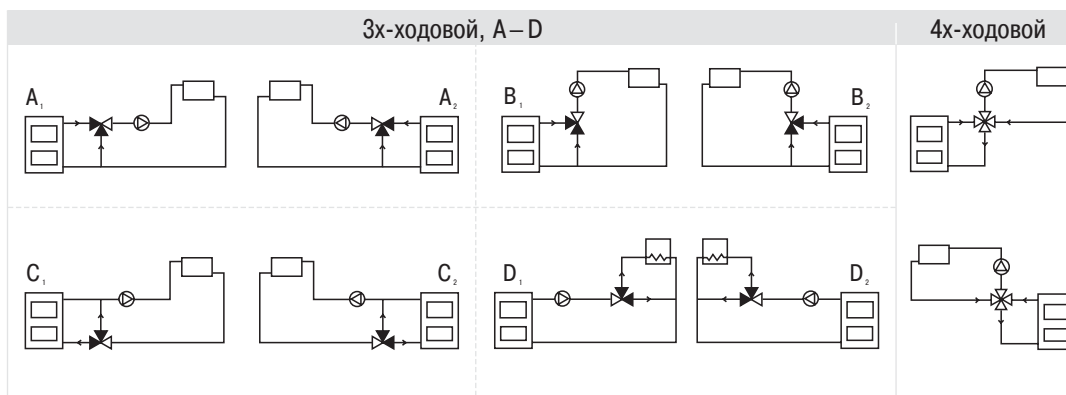 3х-ходовой, A – D
4х-ходовой
A₁
A₂
B₁
B₂
C₁
C₂
D₁
D₂